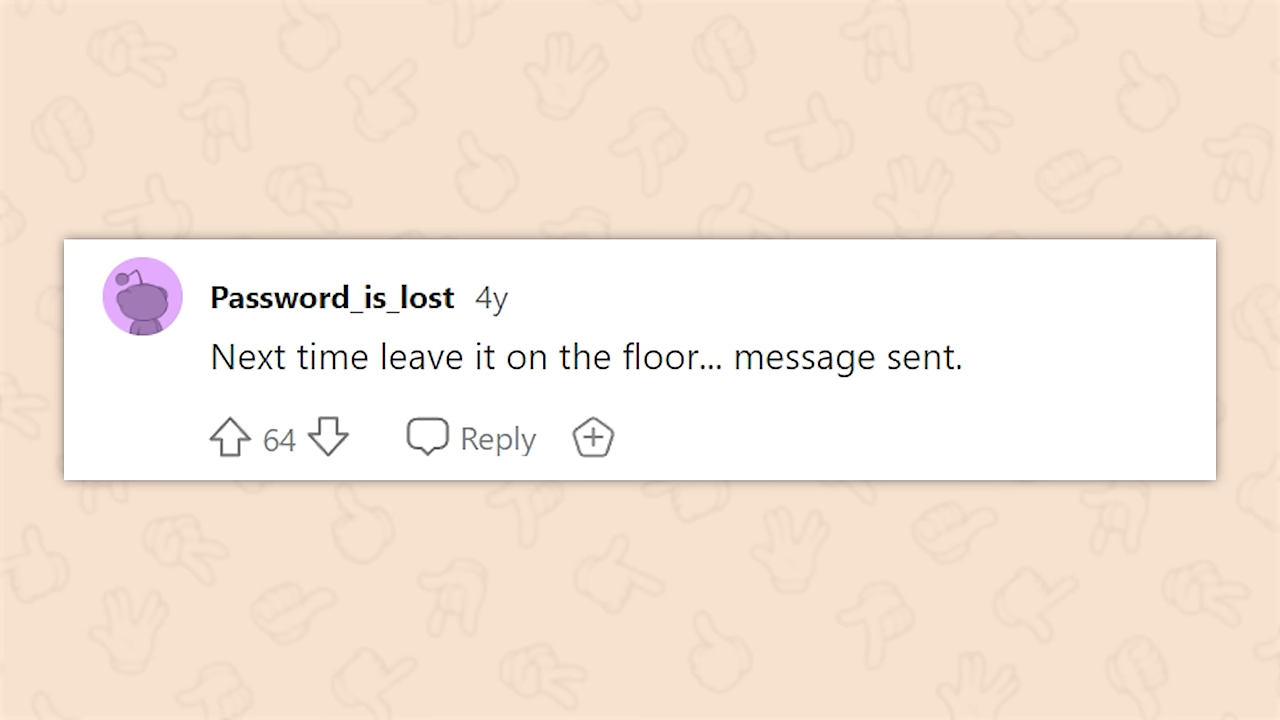 Password_is_lost 4y
Next time leave it on the floor... message sent.
64 Reply